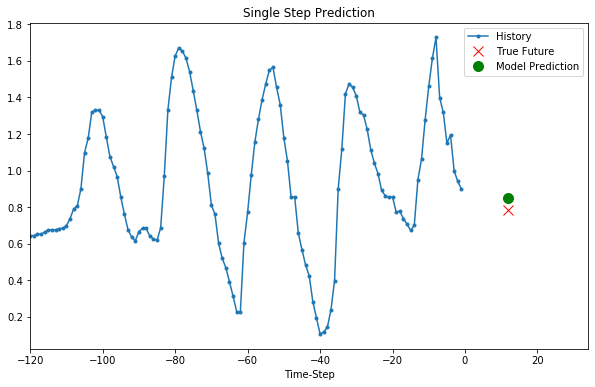 Single Step Prediction
History
True Future
Model Prediction
1.8
1.6
1.4
1.2
1.0
0.8
0.6
0.4
0.2
−120 −100 −80 −60 −40 −20 0 20
Time-Step